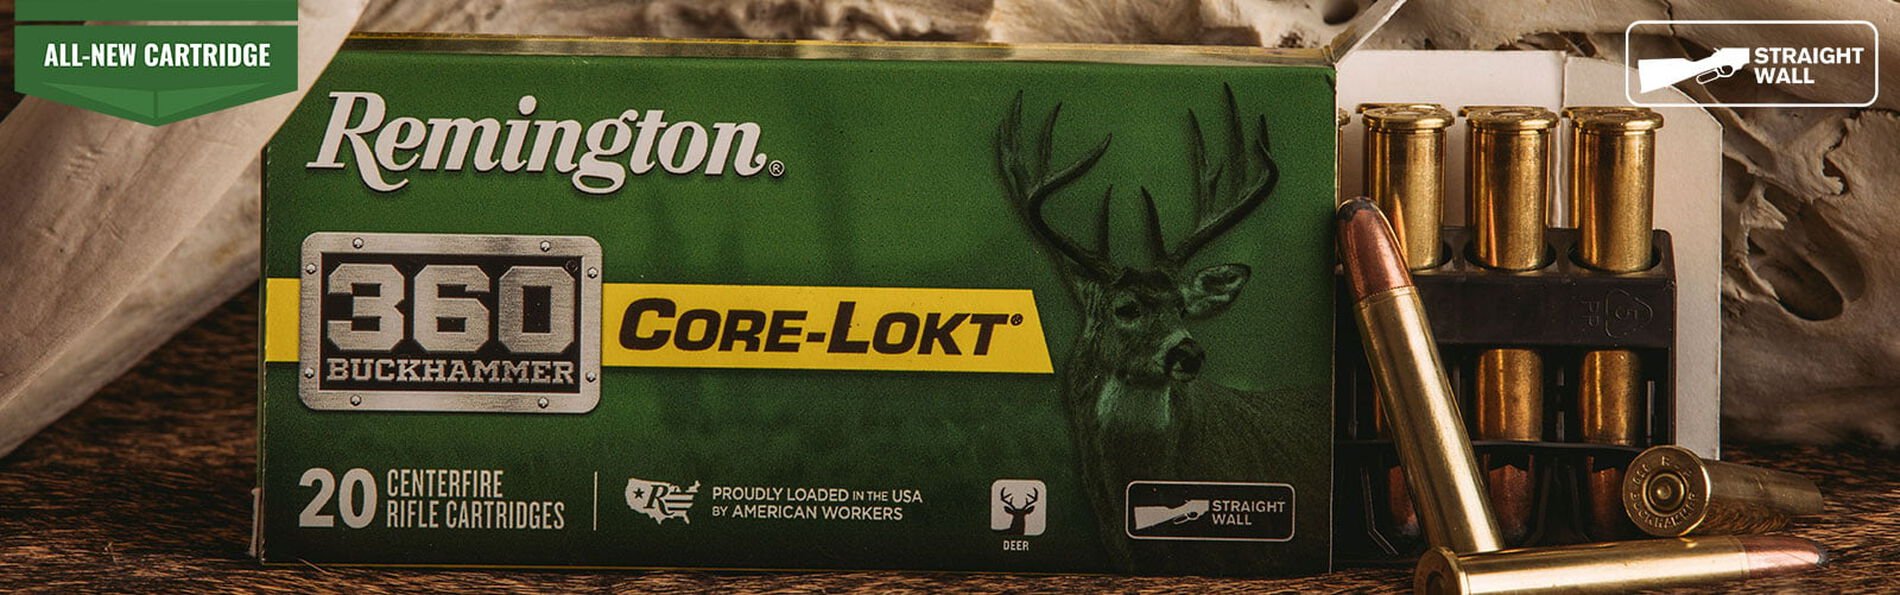 ALL-NEW CARTRIDGE
STRAIGHT
WALL
Remington®
360
BUCKHAMMER
CORE-LOKT®
20 CENTERFIRE
RIFLE CARTRIDGES
R
PROUDLY LOADED IN THE USA
BY AMERICAN WORKERS
DEER
STRAIGHT
WALL
BUCKHAMMER